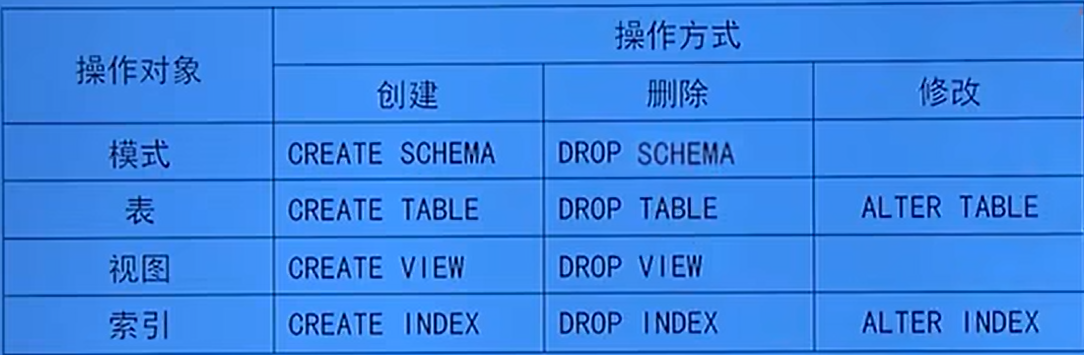 操作对象 操作方式
创建 删除 修改
模式 CREATE SCHEMA DROP SCHEMA
表 CREATE TABLE DROP TABLE ALTER TABLE
视图 CREATE VIEW DROP VIEW
索引 CREATE INDEX DROP INDEX ALTER INDEX